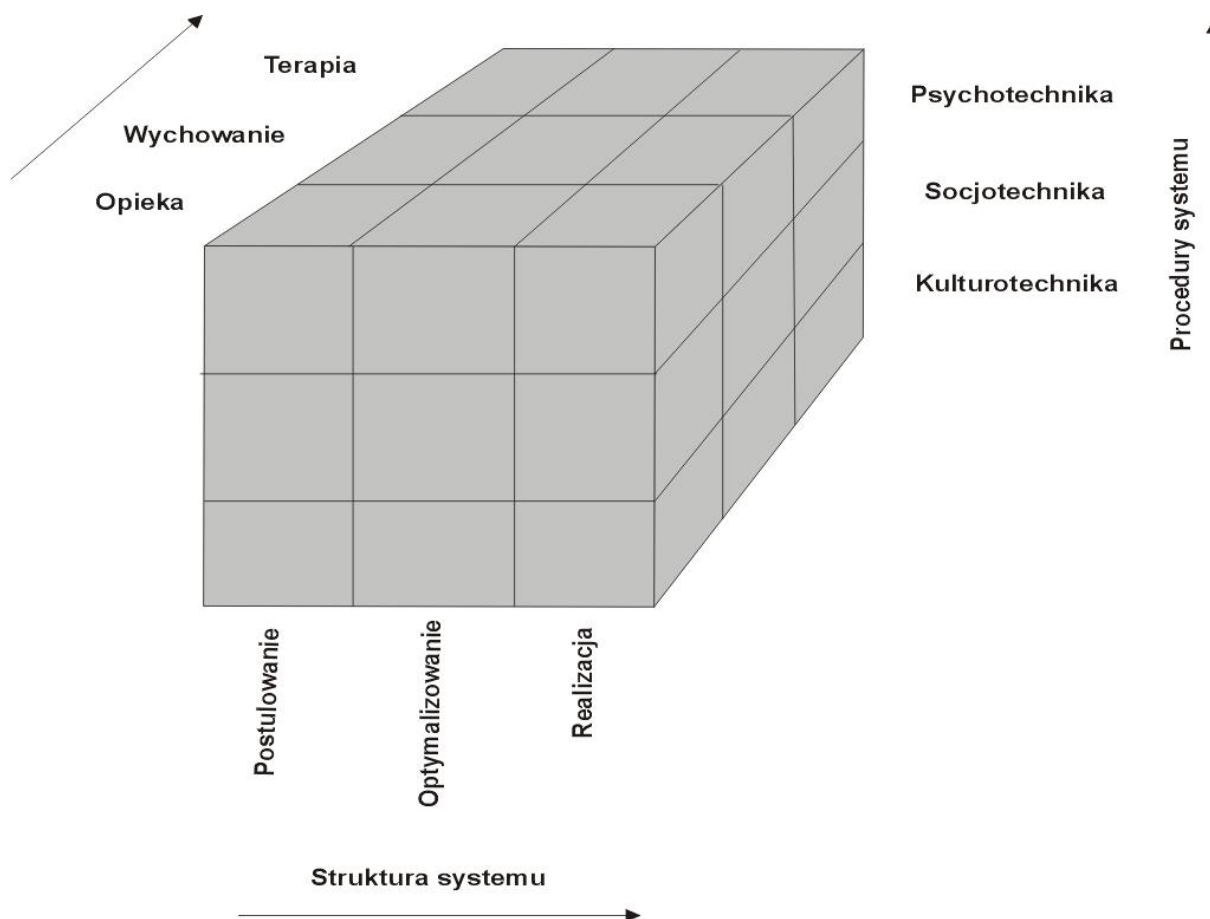 Terapia
Wychowanie
Opieka
Psychotechnika
Socjotechnika
Kulturotechnika
Procedury systemu
Postulowanie
Optymalizowanie
Realizacja
Struktura systemu